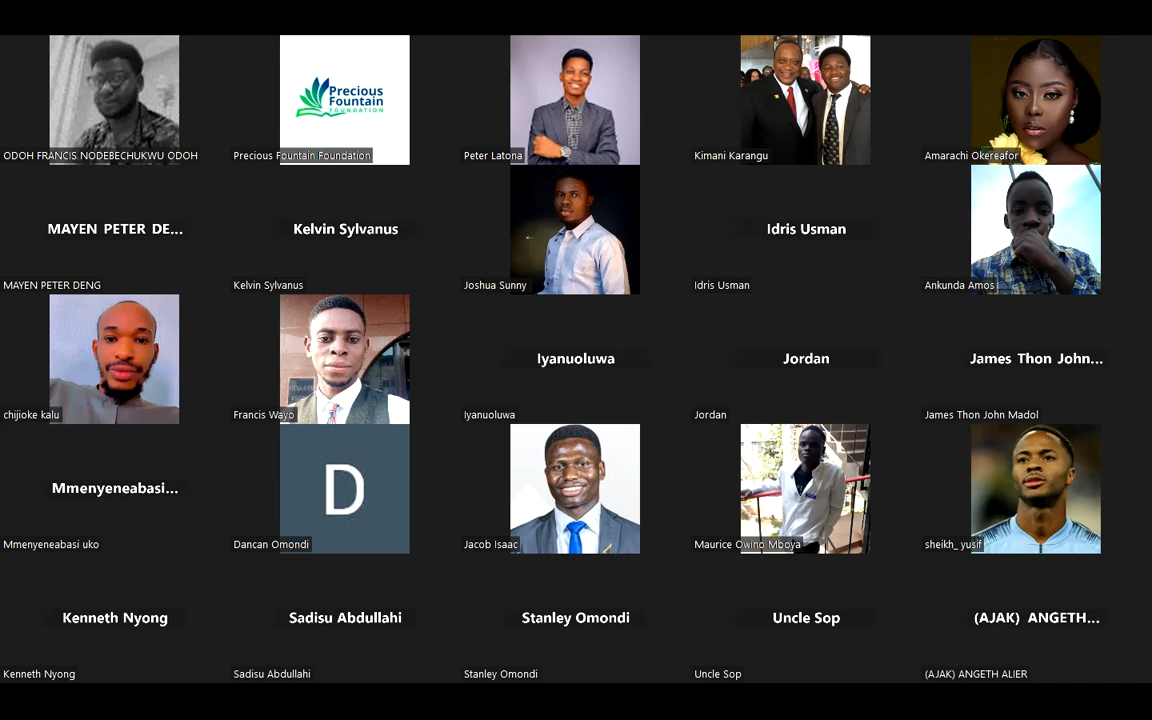 Precious
Fountain
FOUNDATION
ODOH FRANCIS NODEBECHUKWU ODOH
Precious Fountain Foundation
Peter Latona
Kimani Karangu
Amarachi Okereafor
MAYEN PETER DE...
Kelvin Sylvanus
Idris Usman
MAYEN PETER DENG
Kelvin Sylvanus
Joshua Sunny
Idris Usman
Ankunda Amos
Iyanuoluwa
Jordan
James Thon John...
chijioke kalu
Francis Wayo
Iyanuoluwa
Jordan
James Thon John Madol
Mmenyeneabasi...
D
Mmenyeneabasi uko
Dancan Omondi
Jacob Isaac
Maurice Owino Mboya
sheikh_ yusif
Kenneth Nyong
Sadisu Abdullahi
Stanley Omondi
Uncle Sop
(AJAK) ANGETH...
Kenneth Nyong
Sadisu Abdullahi
Stanley Omondi
Uncle Sop
(AJAK) ANGETH ALIER